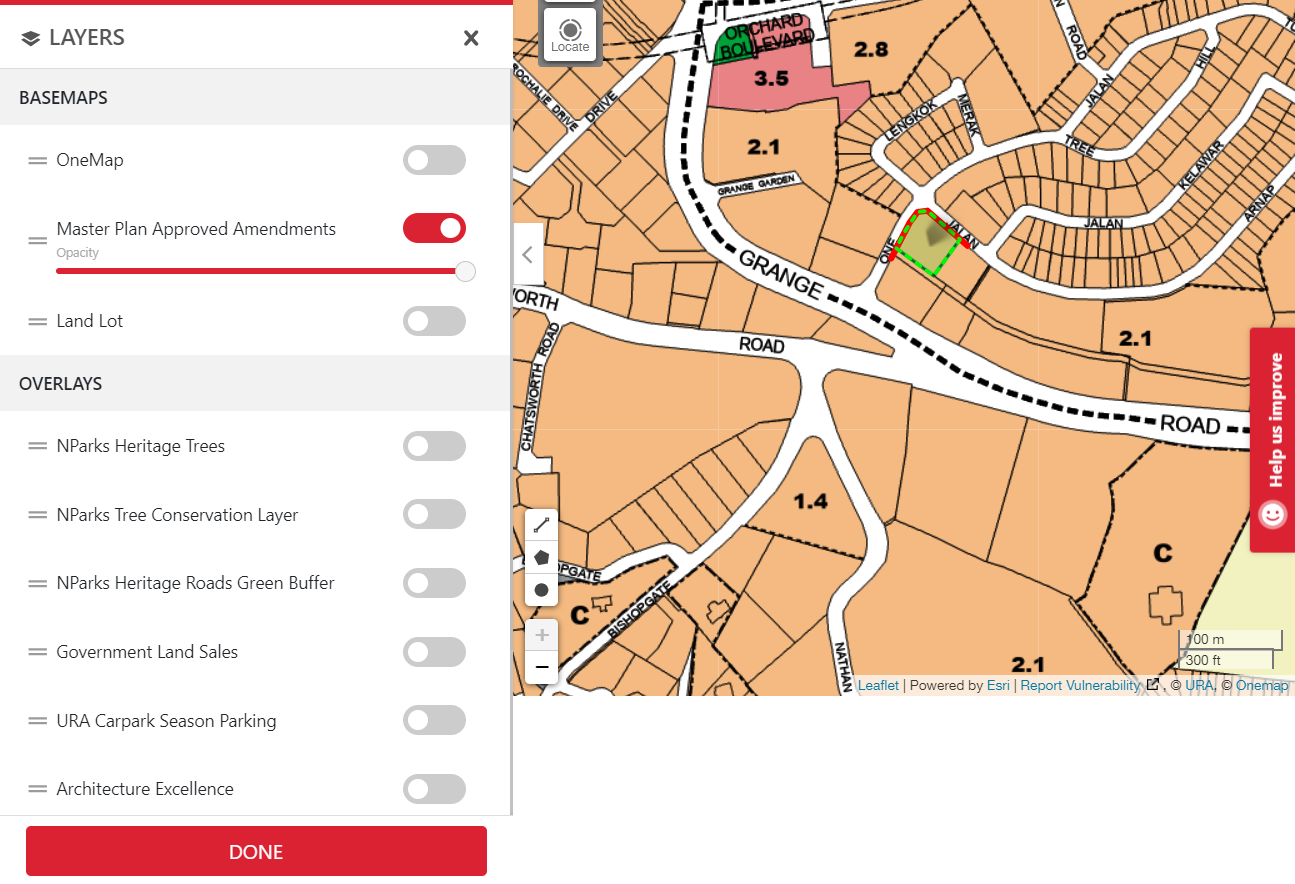 LAYERS
BASEMAPS
OneMap
Master Plan Approved Amendments
Opacity
Land Lot
OVERLAYS
NParks Heritage Trees
NParks Tree Conservation Layer
NParks Heritage Roads Green Buffer
Government Land Sales
URA Carpark Season Parking
Architecture Excellence
DONE
Locate
ORCHARD
BOULEVARD
2.8
3.5
2.1
ROCHALIE DRIVE
DRIVE
GRANGE GARDEN
LENGKOK
MERAK
ROAD
JALAN
HILL
TREE
KELAWAR
JALAN
ARNAP
ONE
JALAN
GRANGE
ROAD
2.1
ROAD
CHATSWORTH ROAD
1.4
C
C
BISHOPGATE
NATHAN
2.1
Help us improve
100 m
300 ft
Leaflet | Powered by Esri | Report Vulnerability , © URA, © Onemap